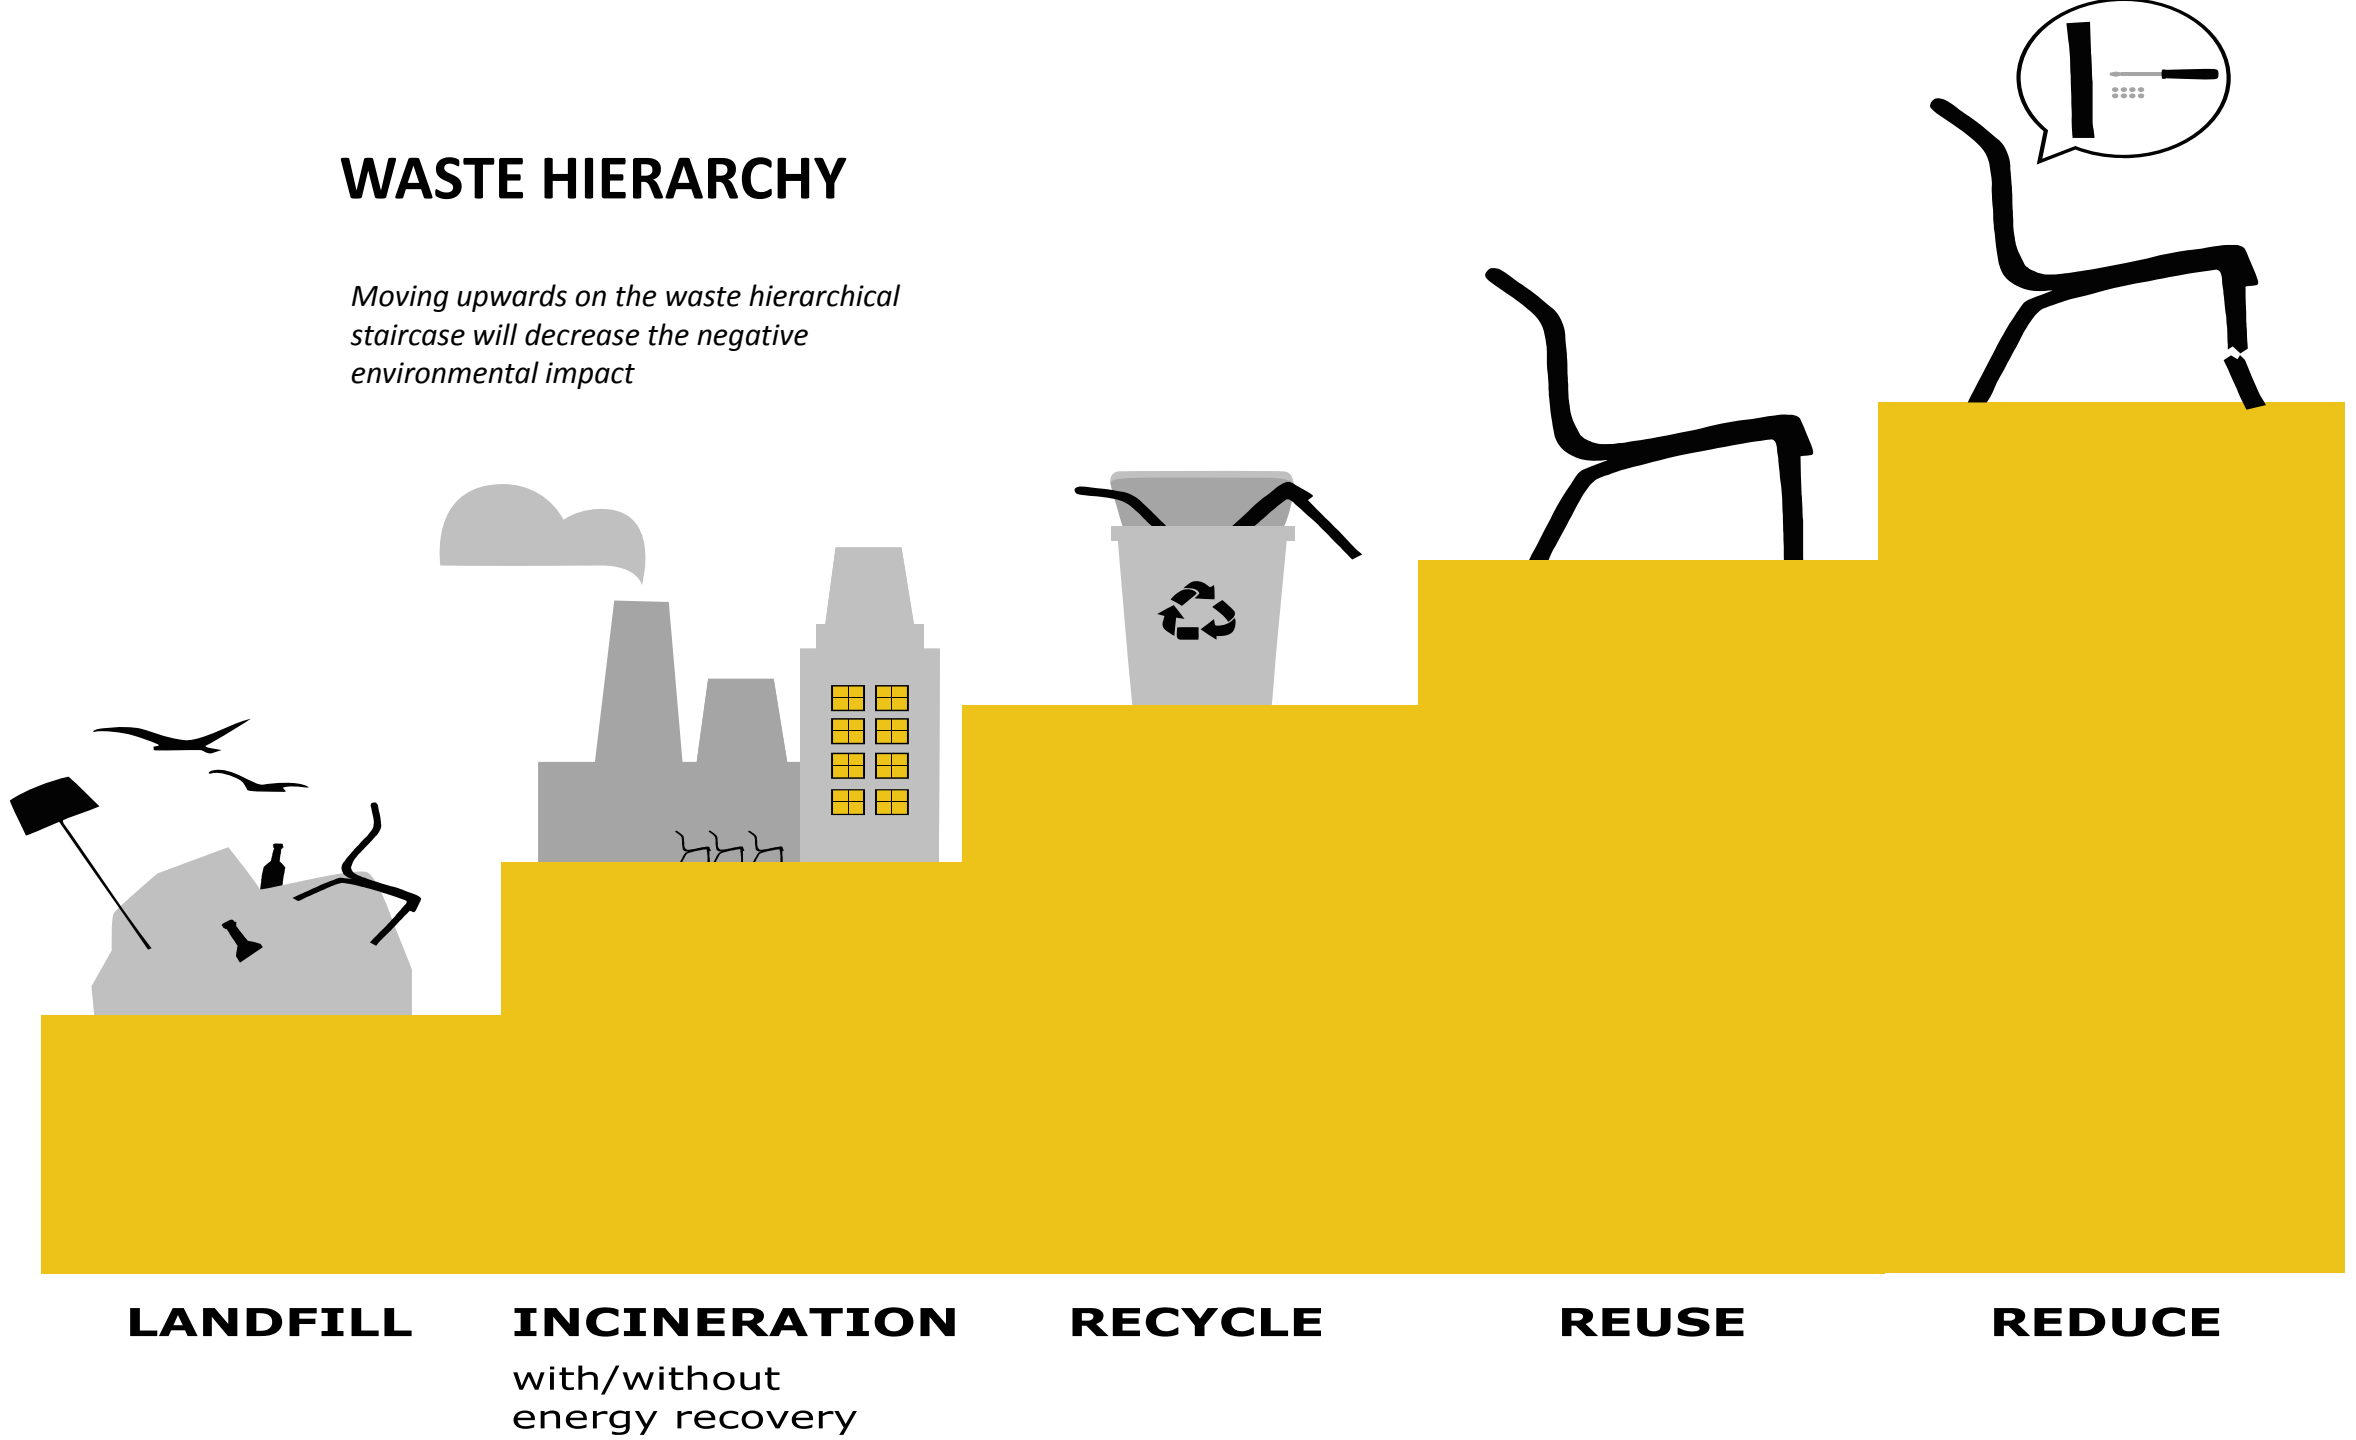 WASTE HIERARCHY
Moving upwards on the waste hierarchical
staircase will decrease the negative
environmental impact
LANDFILL
INCINERATION
with/without
energy recovery
RECYCLE
REUSE
REDUCE